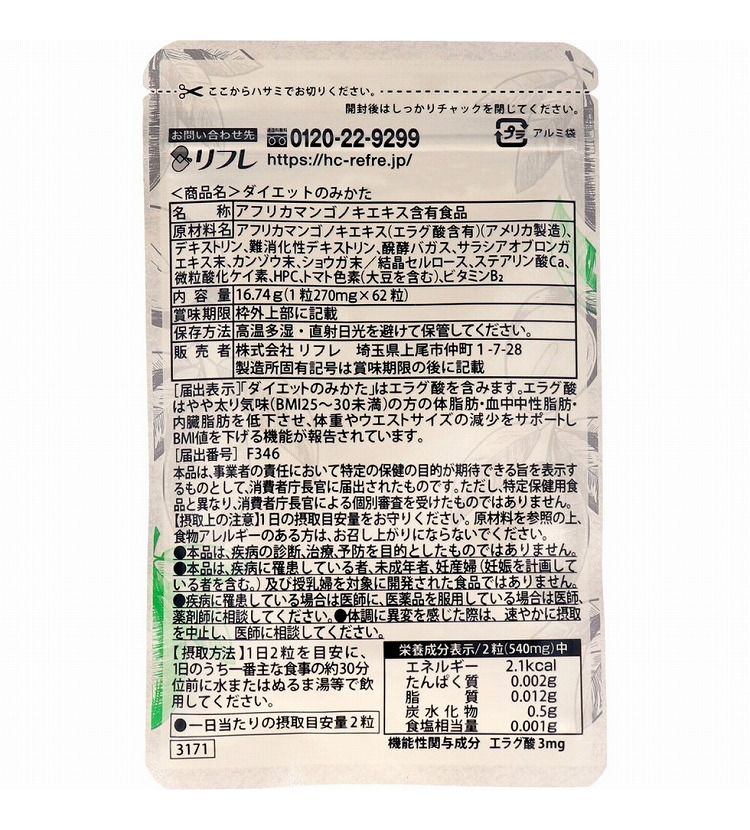 ここからハサミでお切りください。
開封後はしっかりチャックを閉じてください。
お問い合わせ先 0120-22-9299
リフレ https://hc-refre.jp/
プラ アルミ袋
<商品名>ダイエットのみかた
名 称 アフリカマンゴノキエキス含有食品
原材料名 アフリカマンゴノキエキス(エラグ酸含有)(アメリカ製造)、
デキストリン、難消化性デキストリン、醗酵バガス、サラシアオブロンガ
エキス末、カンゾウ末、ショウガ末/結晶セルロース、ステアリン酸Ca、
微粒酸化ケイ素、HPC、トマト色素(大豆を含む)、ビタミンB₂
内 容 量 16.74g(1粒270mg×62粒)
賞味期限 枠外上部に記載
保存方法 高温多湿・直射日光を避けて保管してください。
販 売 者 株式会社 リフレ 埼玉県上尾市仲町1-7-28
製造所固有記号は賞味期限の後に記載
[届出表示]「ダイエットのみかた」はエラグ酸を含みます。エラグ酸
はやや太り気味(BMI25〜30未満)の方の体脂肪・血中中性脂肪・
内臓脂肪を低下させ、体重やウエストサイズの減少をサポートし
BMI値を下げる機能が報告されています。
[届出番号] F346
本品は、事業者の責任において特定の保健の目的が期待できる旨を表示す
るものとして、消費者庁長官に届出されたものです。ただし、特定保健用食
品と異なり、消費者庁長官による個別審査を受けたものではありません。
【摂取上の注意】1日の摂取目安量をお守りください。原材料を参照の上、
食物アレルギーのある方は、お召し上がりにならないでください。
●本品は、疾病の診断、治療、予防を目的としたものではありません。
●本品は、疾病に罹患している者、未成年者、妊産婦(妊娠を計画して
いる者を含む。)及び授乳婦を対象に開発された食品ではありません。
●疾病に罹患している場合は医師に、医薬品を服用している場合は医師、
薬剤師に相談してください。●体調に異変を感じた際は、速やかに摂取
を中止し、医師に相談してください。
【摂取方法】1日2粒を目安に、
1日のうち一番主な食事の約30分
位前に水またはぬるま湯等で飲
用してください。
●一日当たりの摂取目安量2粒
3171
栄養成分表示/2粒(540mg)中
エネルギー 2.1kcal
たんぱく質 0.002g
脂 質 0.012g
炭水化物 0.5g
食塩相当量 0.001g
機能性関与成分 エラグ酸 3mg